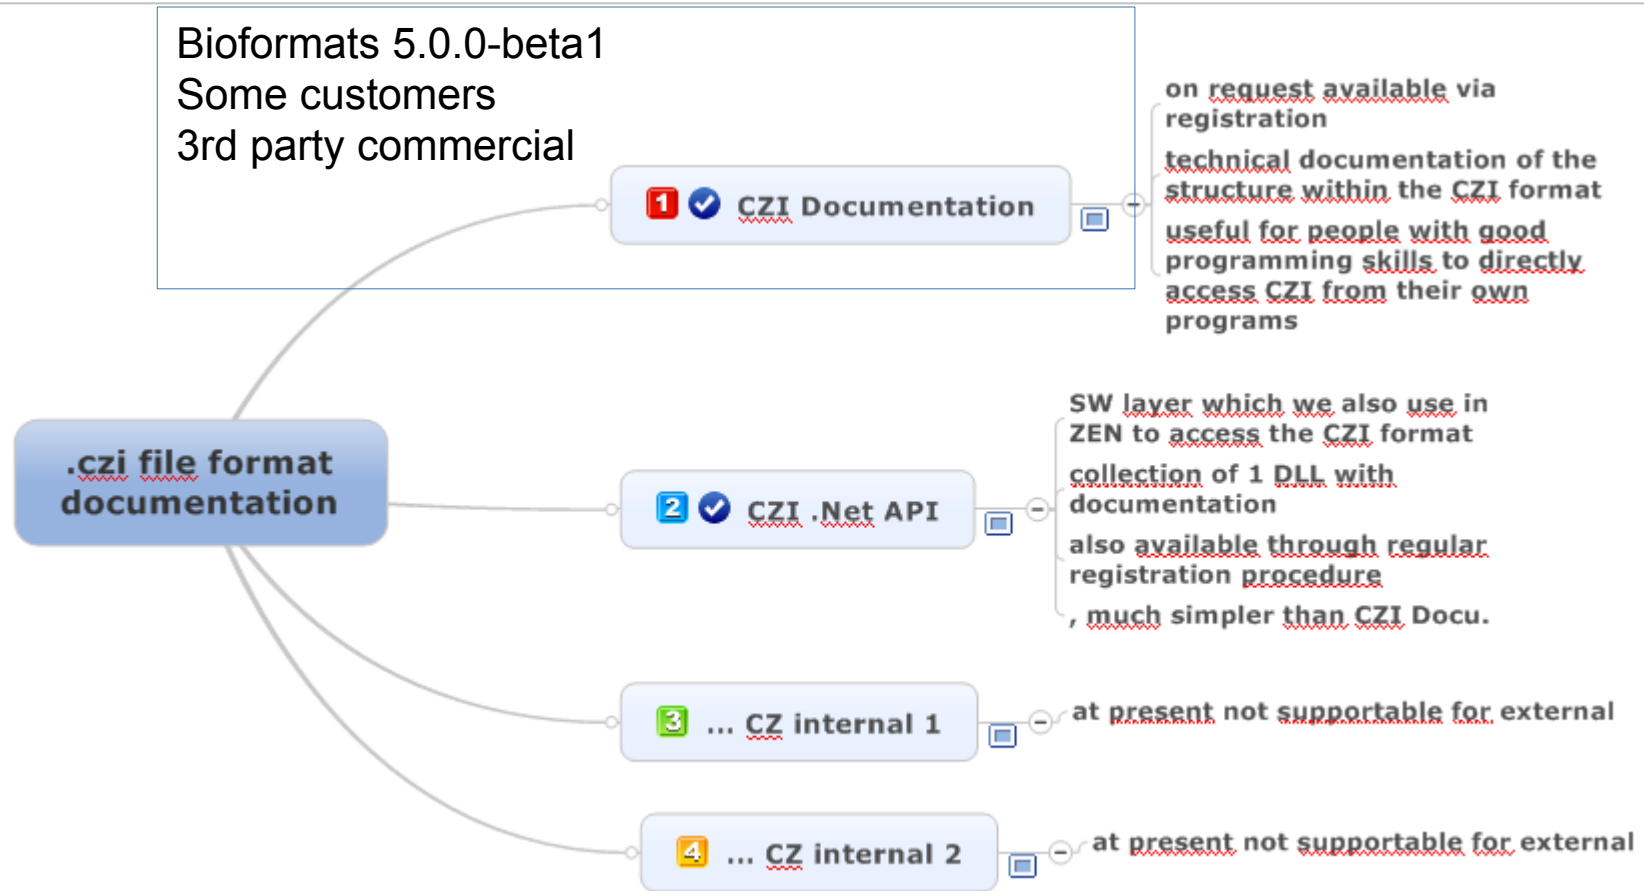 Bioformats 5.0.0-beta1
Some customers
3rd party commercial
1 CZI Documentation
on request available via
registration
technical documentation of the
structure within the CZI format
useful for people with good
programming skills to directly
access CZI from their own
programs
.czi file format
documentation
2 CZI .Net API
SW layer which we also use in
ZEN to access the CZI format
collection of 1 DLL with
documentation
also available through regular
registration procedure
, much simpler than CZI Docu.
3 ... CZ internal 1
at present not supportable for external
4 ... CZ internal 2
at present not supportable for external